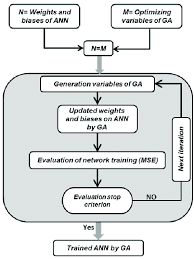 N= Weights and
biases of ANN
M= Optimizing
variables of GA
N=M
Generation variables of GA
Updated weights
and biases on ANN
by GA
Next iteration
Evaluation of network training (MSE)
Evaluation stop
criterion
NO
Yes
Trained ANN by GA